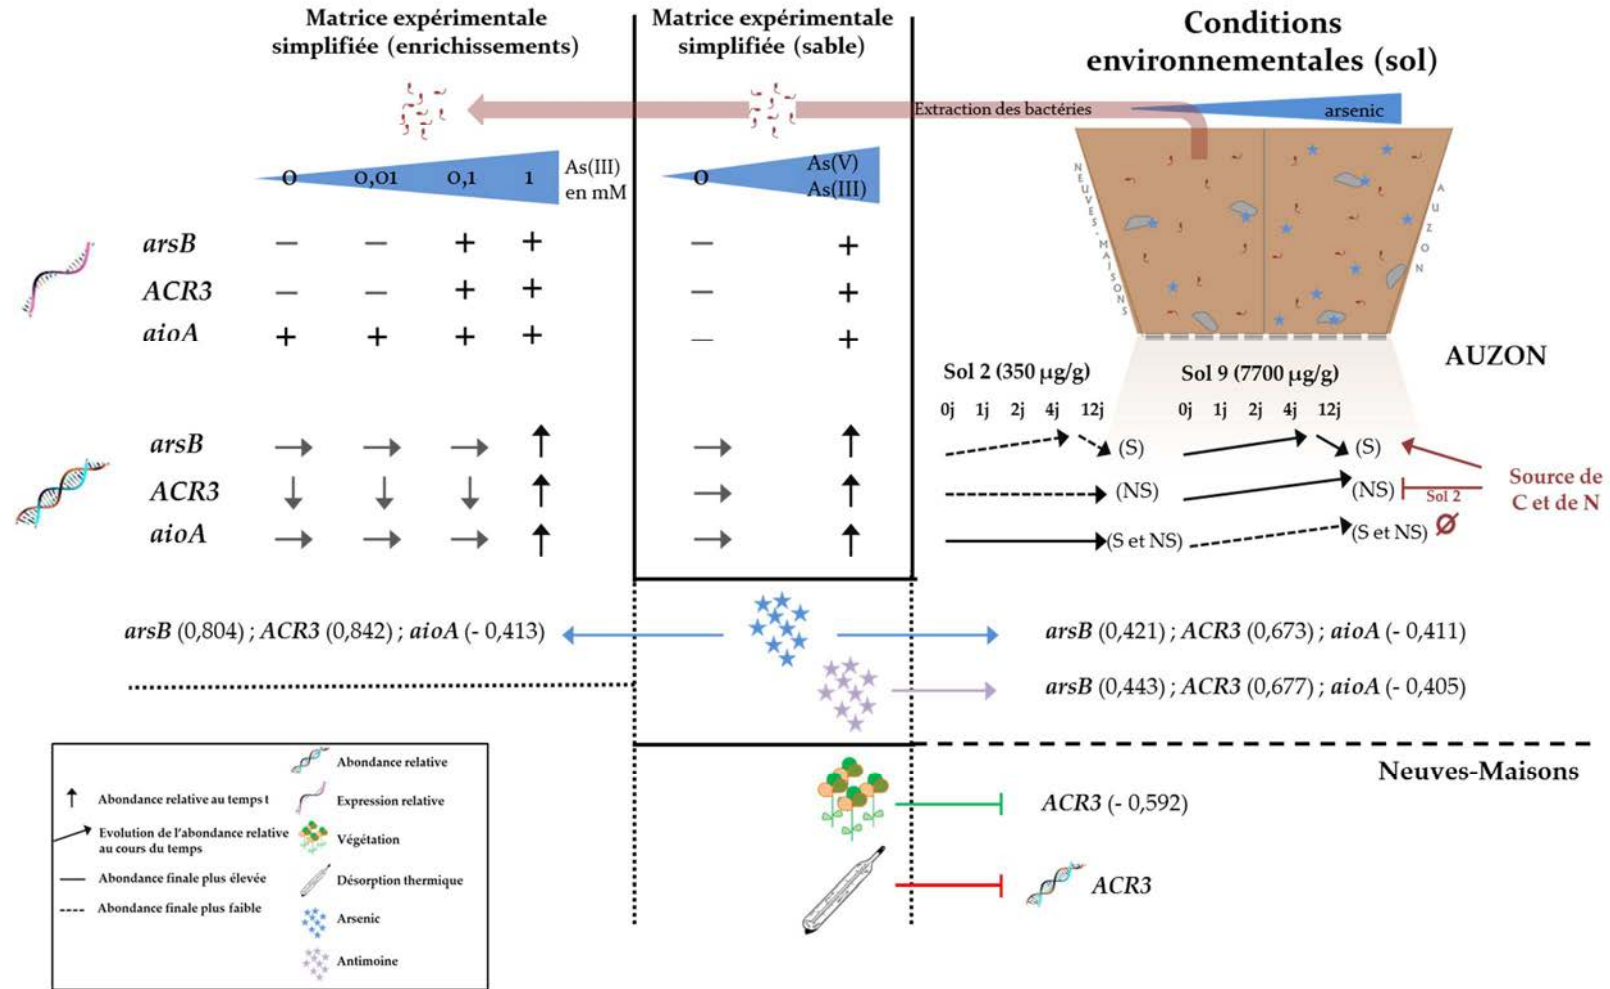 Matrice expérimentale
simplifiée (enrichissements)
Matrice expérimentale
simplifiée (sable)
Conditions
environnementales (sol)
Extraction des bactéries
arsenic
0 0,01 0,1 1
As(III)
en mM
0
As(V)
As(III)
NEUVES-MAISONS
AUZON
arsB − − + + − +
ACR3 − − + + − +
aioA + + + + − +
AUZON
Sol 2 (350 µg/g) Sol 9 (7700 µg/g)
0j 1j 2j 4j 12j 0j 1j 2j 4j 12j
arsB (S) (S)
ACR3 (NS) (NS)
aioA (S et NS) (S et NS)
Source de
C et de N
Sol 2
arsB (0,804) ; ACR3 (0,842) ; aioA (- 0,413)
arsB (0,421) ; ACR3 (0,673) ; aioA (- 0,411)
arsB (0,443) ; ACR3 (0,677) ; aioA (- 0,405)
Neuves-Maisons
ACR3 (- 0,592)
ACR3
Abondance relative au temps t
Evolution de l'abondance relative
au cours du temps
Abondance finale plus élevée
Abondance finale plus faible
Abondance relative
Expression relative
Végétation
Désorption thermique
Arsenic
Antimoine